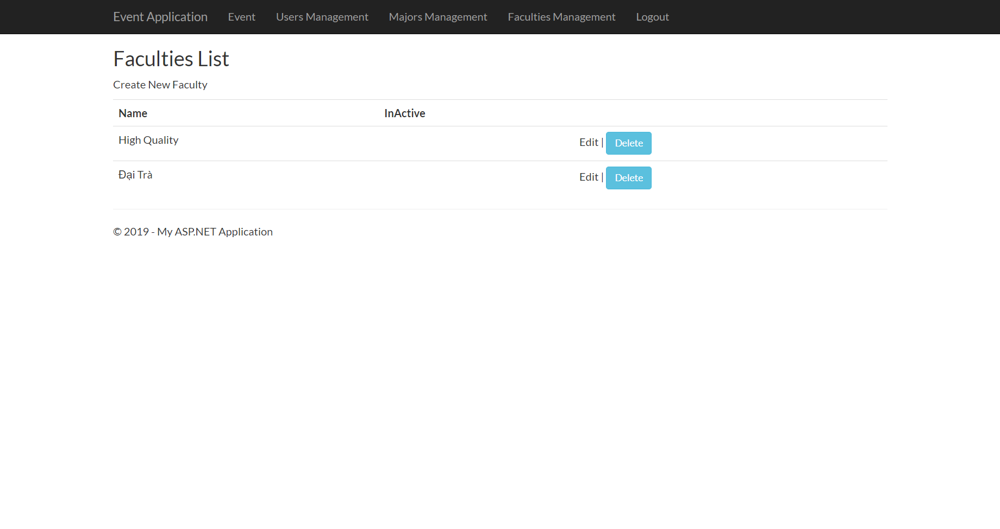 Event Application Event Users Management Majors Management Faculties Management Logout
Faculties List
Create New Faculty
Name InActive
High Quality Edit | Delete
Đại Trà Edit | Delete
© 2019 - My ASP.NET Application